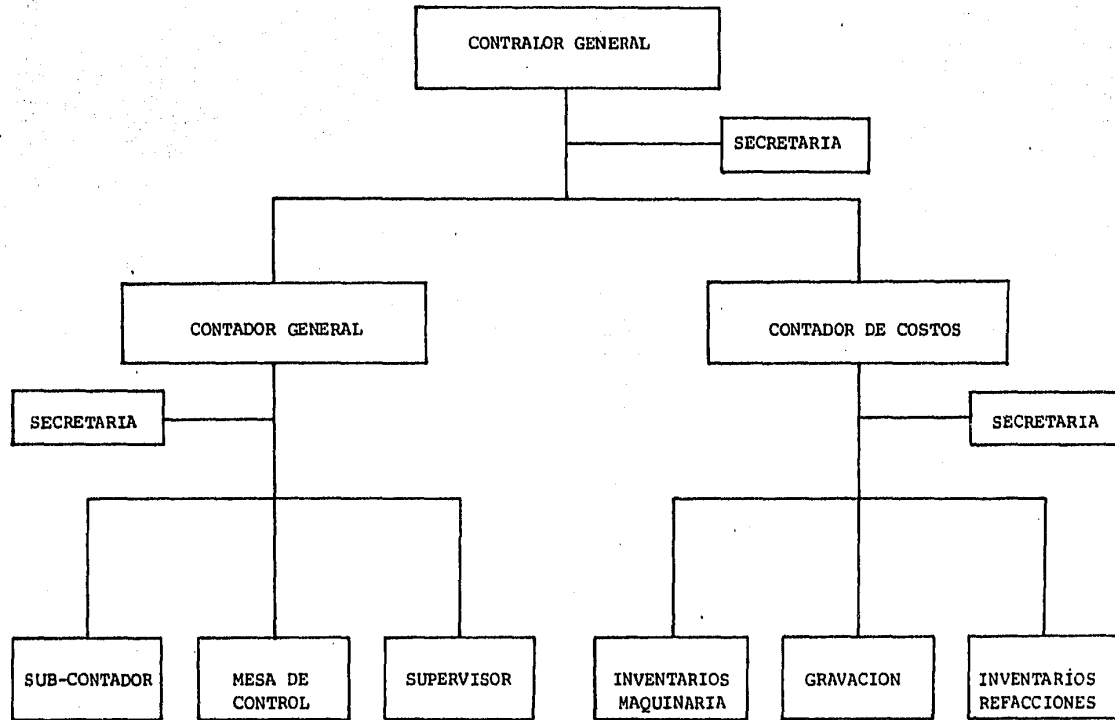 CONTRALOR GENERAL
SECRETARIA
CONTADOR GENERAL
CONTADOR DE COSTOS
SECRETARIA
SECRETARIA
SUB-CONTADOR
MESA DE
CONTROL
SUPERVISOR
INVENTARIOS
MAQUINARIA
GRAVACION
INVENTARÍOS
REFACCIONES